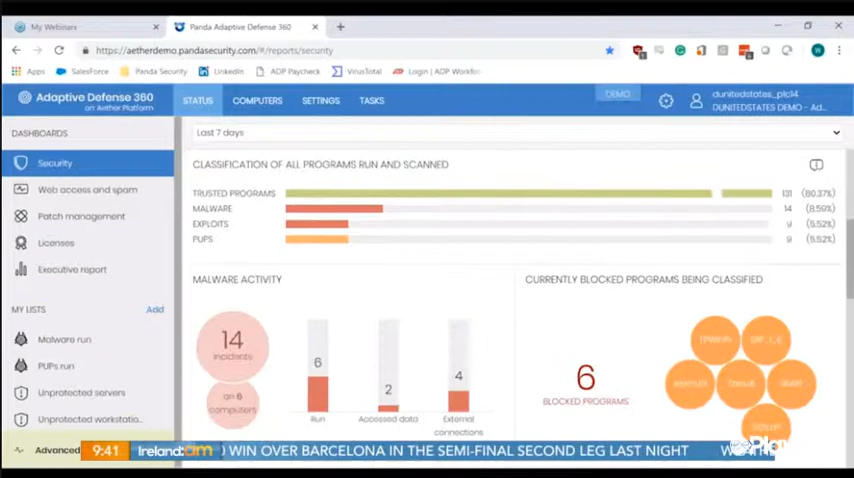 My Webinars
Panda Adaptive Defense 360
https://aetherdemo.pandasecurity.com/#/reports/security
Apps SalesForce Panda Security LinkedIn ADP Paycheck VirusTotal Login | ADP Workfo
Adaptive Defense 360
on Aether Platform
STATUS COMPUTERS SETTINGS TASKS
DEMO
dunitedstates_plc14
DUNITEDSTATES DEMO - Ad...
DASHBOARDS
Security
Web access and spam
Patch management
Licenses
Executive report
MY LISTS Add
Malware run
PUPs run
Unprotected servers
Unprotected workstatio...
Advanced
Last 7 days
CLASSIFICATION OF ALL PROGRAMS RUN AND SCANNED
TRUSTED PROGRAMS 131 (80.37%)
MALWARE 14 (8.59%)
EXPLOITS 9 (5.52%)
PUPS 9 (5.52%)
MALWARE ACTIVITY
14
incidents
on 6
computers
6
Run
2
Accessed data
4
External
connections
CURRENTLY BLOCKED PROGRAMS BEING CLASSIFIED
6
BLOCKED PROGRAMS
9:41 Ireland:am WIN OVER BARCELONA IN THE SEMI-FINAL SECOND LEG LAST NIGHT